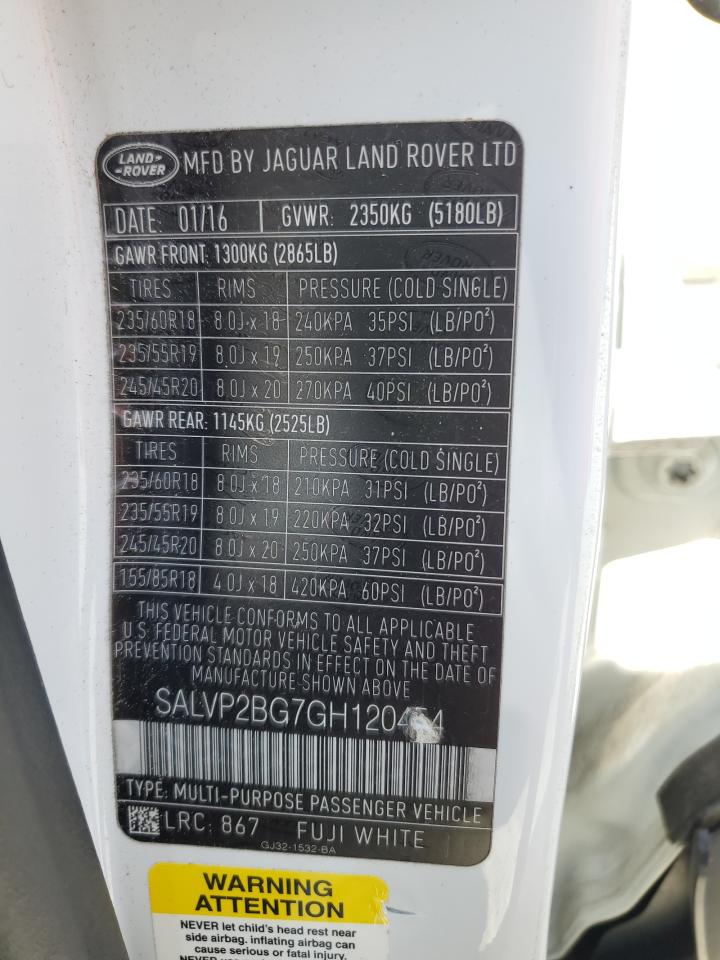 LAND-ROVER MFD BY JAGUAR LAND ROVER LTD
DATE: 01/16 GVWR: 2350KG (5180LB)
GAWR FRONT: 1300KG (2865LB)
TIRES RIMS PRESSURE (COLD SINGLE)
235/60R18 8.0J x 18 240KPA 35PSI (LB/PO²)
235/55R19 8.0J x 19 250KPA 37PSI (LB/PO²)
245/45R20 8.0J x 20 270KPA 40PSI (LB/PO²)
GAWR REAR: 1145KG (2525LB)
TIRES RIMS PRESSURE (COLD SINGLE)
235/60R18 8.0J x 18 210KPA 31PSI (LB/PO²)
235/55R19 8.0J x 19 220KPA 32PSI (LB/PO²)
245/45R20 8.0J x 20 250KPA 37PSI (LB/PO²)
155/85R18 4.0J x 18 420KPA 60PSI (LB/PO²)
THIS VEHICLE CONFORMS TO ALL APPLICABLE
U.S. FEDERAL MOTOR VEHICLE SAFETY AND THEFT
PREVENTION STANDARDS IN EFFECT ON THE DATE OF
MANUFACTURE SHOWN ABOVE
TYPE: MULTI-PURPOSE PASSENGER VEHICLE
LRC: 867 FUJI WHITE
GJ32-1532-BA
WARNING
ATTENTION
NEVER let child's head rest near
side airbag. inflating airbag can
cause serious or fatal injury.